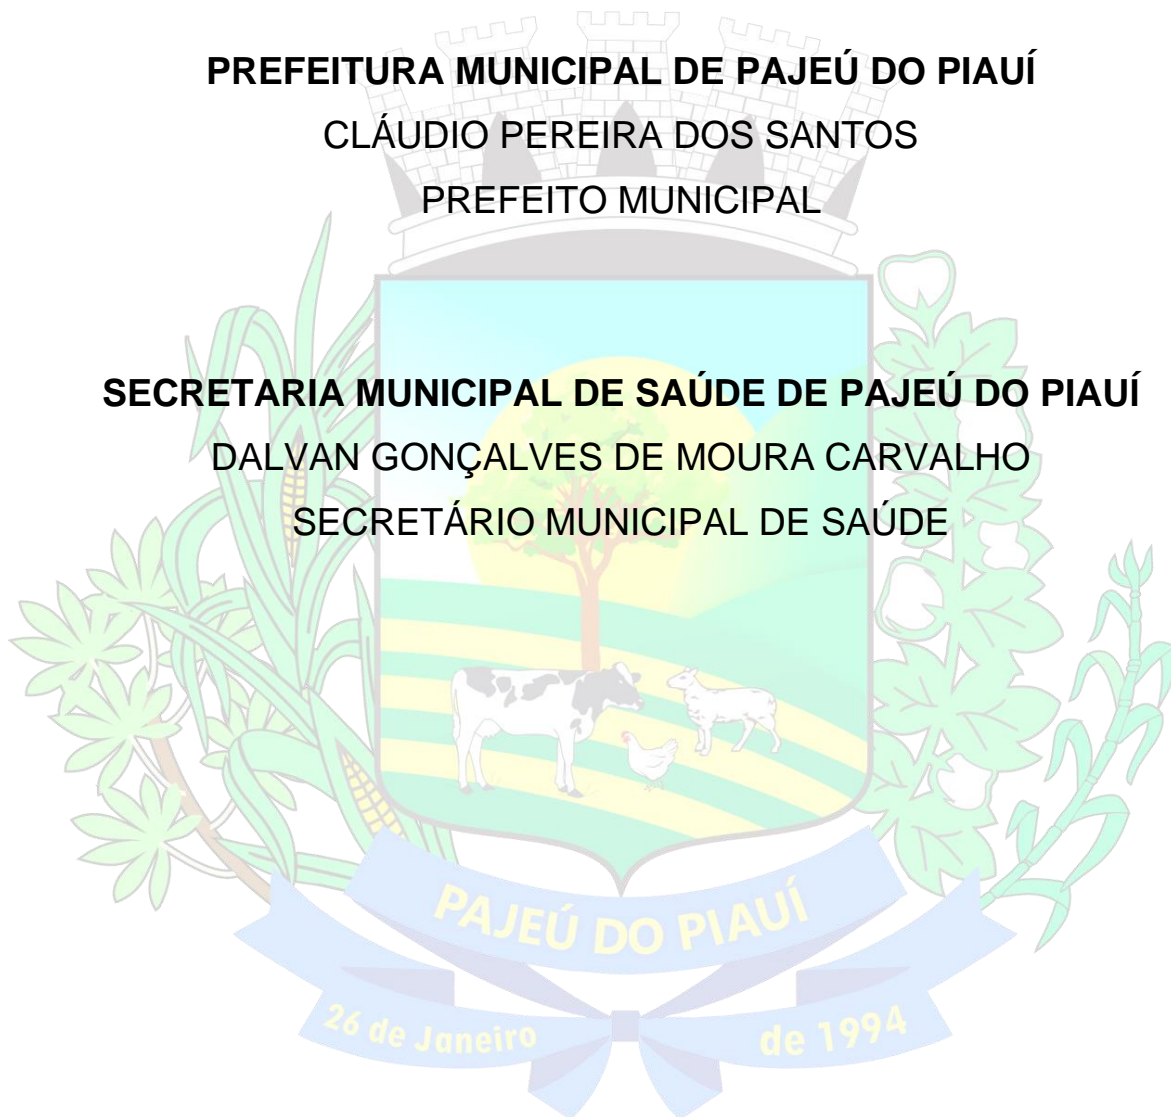 PREFEITURA MUNICIPAL DE PAJEÚ DO PIAUÍ
CLÁUDIO PEREIRA DOS SANTOS
PREFEITO MUNICIPAL
SECRETARIA MUNICIPAL DE SAÚDE DE PAJEÚ DO PIAUÍ
DALVAN GONÇALVES DE MOURA CARVALHO
SECRETÁRIO MUNICIPAL DE SAÚDE
PAJEÚ DO PIAUÍ
26 de Janeiro de 1994